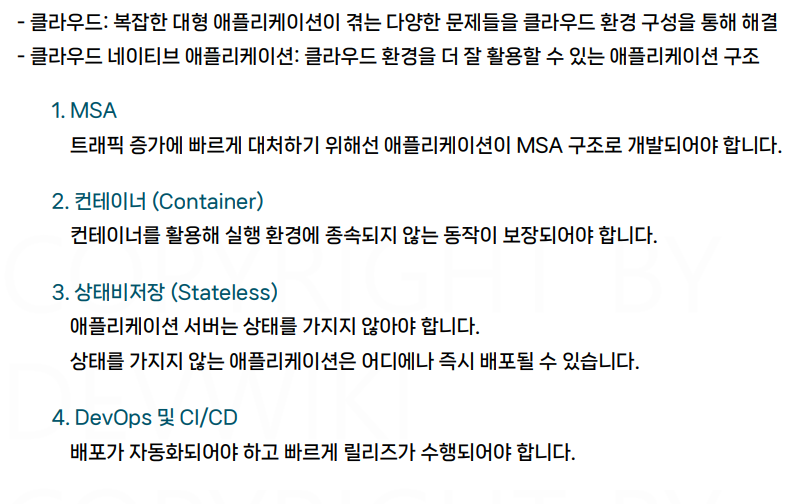 - 클라우드: 복잡한 대형 애플리케이션이 겪는 다양한 문제들을 클라우드 환경 구성을 통해 해결
- 클라우드 네이티브 애플리케이션: 클라우드 환경을 더 잘 활용할 수 있는 애플리케이션 구조
1. MSA
트래픽 증가에 빠르게 대처하기 위해선 애플리케이션이 MSA 구조로 개발되어야 합니다.
2. 컨테이너 (Container)
컨테이너를 활용해 실행 환경에 종속되지 않는 동작이 보장되어야 합니다.
COPYRIGHT BY
3. 상태비저장 (Stateless)
애플리케이션 서버는 상태를 가지지 않아야 합니다.
상태를 가지지 않는 애플리케이션은 어디에나 즉시 배포될 수 있습니다.
DEVWIKI
4. DevOps 및 CI/CD
배포가 자동화되어야 하고 빠르게 릴리즈가 수행되어야 합니다.
COPYRIGHT BY